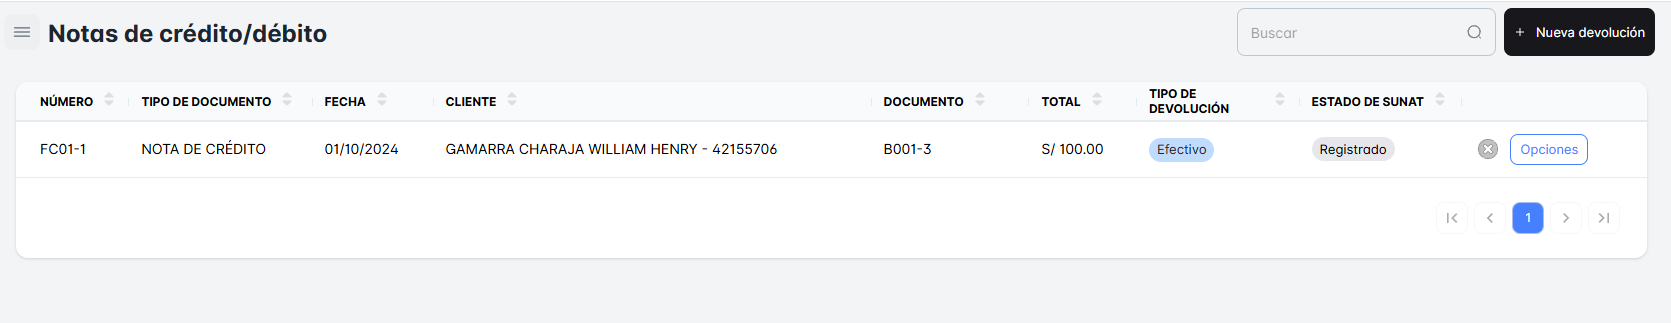 Notas de crédito/débito
Buscar
+ Nueva devolución
NÚMERO TIPO DE DOCUMENTO FECHA CLIENTE DOCUMENTO TOTAL TIPO DE DEVOLUCIÓN ESTADO DE SUNAT
FC01-1 NOTA DE CRÉDITO 01/10/2024 GAMARRA CHARAJA WILLIAM HENRY - 42155706 B001-3 S/ 100.00 Efectivo Registrado Opciones
1